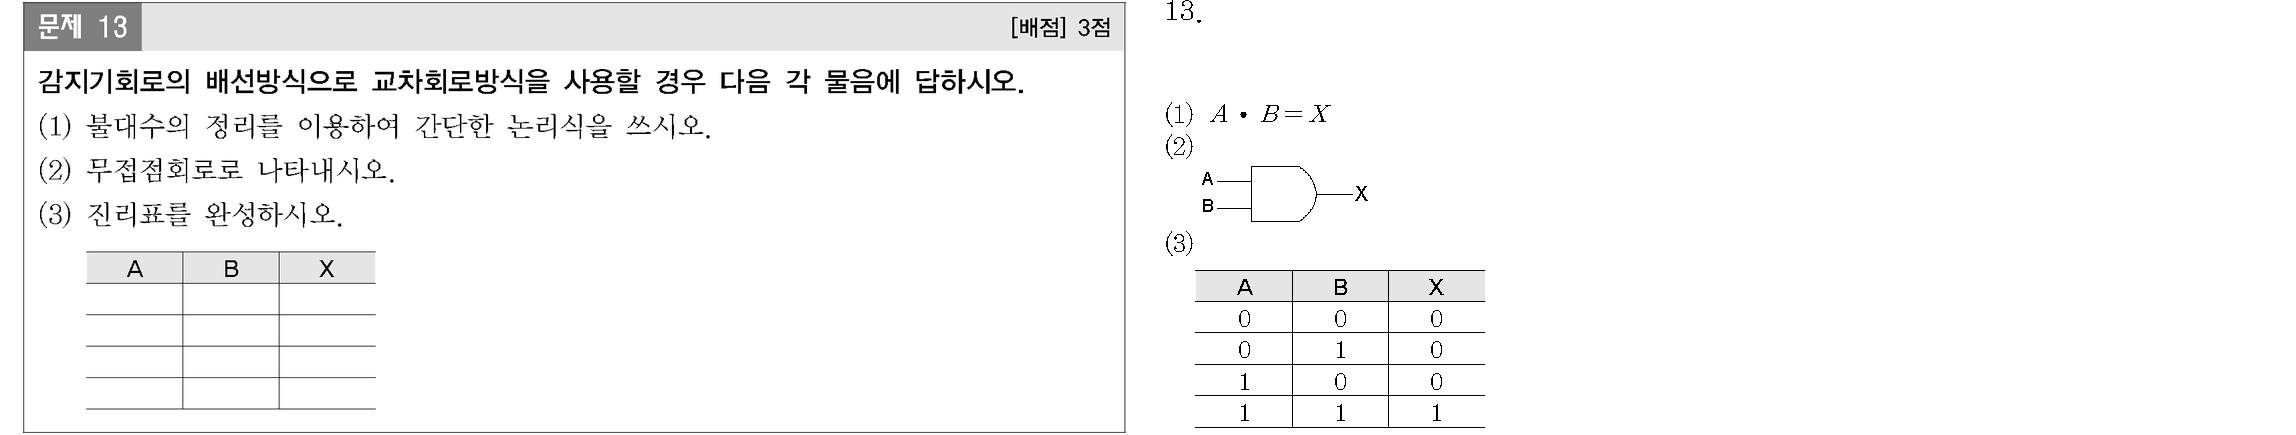 문제 13 [배점] 3점
감지기회로의 배선방식으로 교차회로방식을 사용할 경우 다음 각 물음에 답하시오.
(1) 불대수의 정리를 이용하여 간단한 논리식을 쓰시오.
(2) 무접점회로로 나타내시오.
(3) 진리표를 완성하시오.
A B X
13.
(1) A • B = X
(2)
A
B
X
(3)
A B X
0 0 0
0 1 0
1 0 0
1 1 1